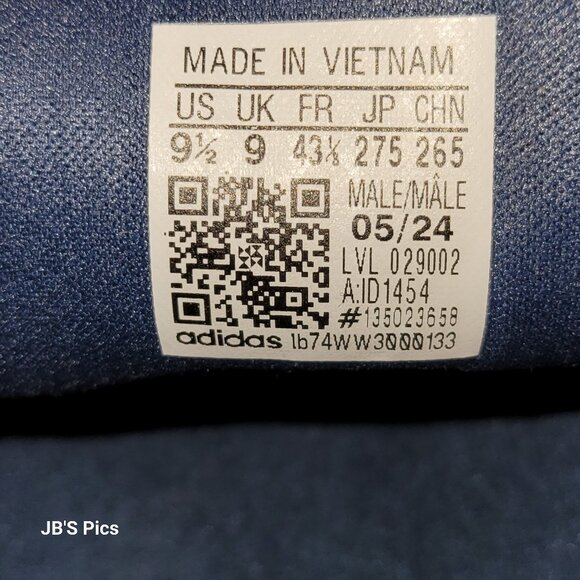 MADE IN VIETNAM
US UK FR JP CHN
9½ 9 43⅓ 275 265
MALE/MÂLE
05/24
LVL 029002
A:ID1454
#135023658
adidas lb74WW3000133
JB'S Pics